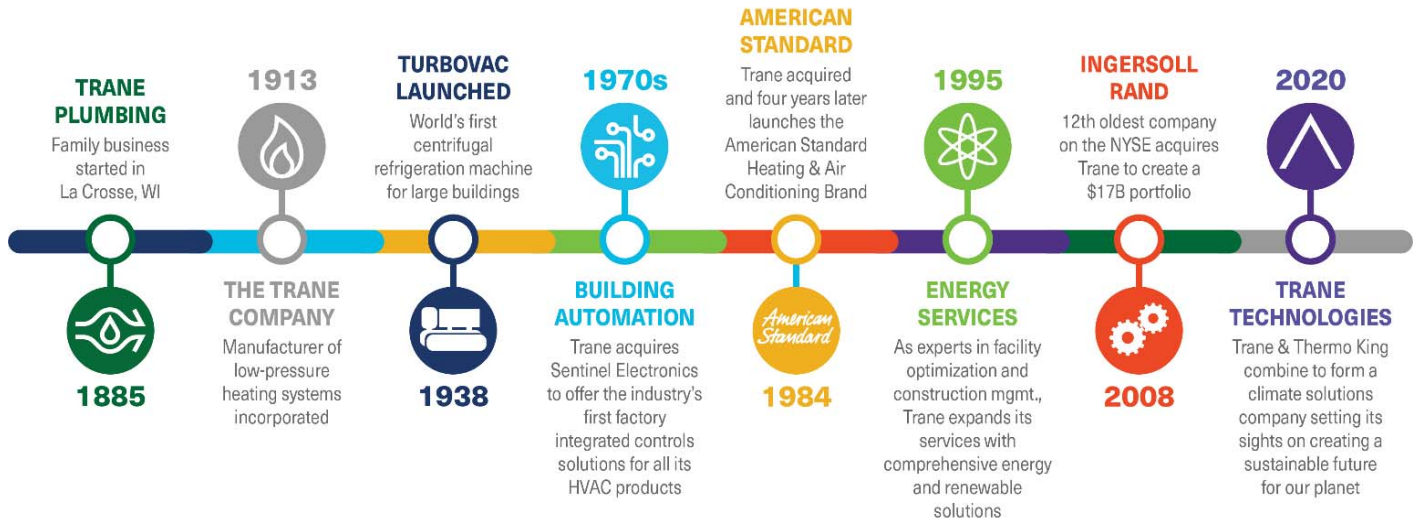 TRANE
PLUMBING
Family business
started in
La Crosse, WI
1885
1913
THE TRANE
COMPANY
Manufacturer of
low-pressure
heating systems
incorporated
TURBOVAC
LAUNCHED
World's first
centrifugal
refrigeration machine
for large buildings
1938
1970s
BUILDING
AUTOMATION
Trane acquires
Sentinel Electronics
to offer the industry's
first factory
integrated controls
solutions for all its
HVAC products
AMERICAN
STANDARD
Trane acquired
and four years later
launches the
American Standard
Heating & Air
Conditioning Brand
American
Standard
1984
1995
ENERGY
SERVICES
As experts in facility
optimization and
construction mgmt.,
Trane expands its
services with
comprehensive energy
and renewable
solutions
INGERSOLL
RAND
12th oldest company
on the NYSE acquires
Trane to create a
$17B portfolio
2008
2020
TRANE
TECHNOLOGIES
Trane & Thermo King
combine to form a
climate solutions
company setting its
sights on creating a
sustainable future
for our planet